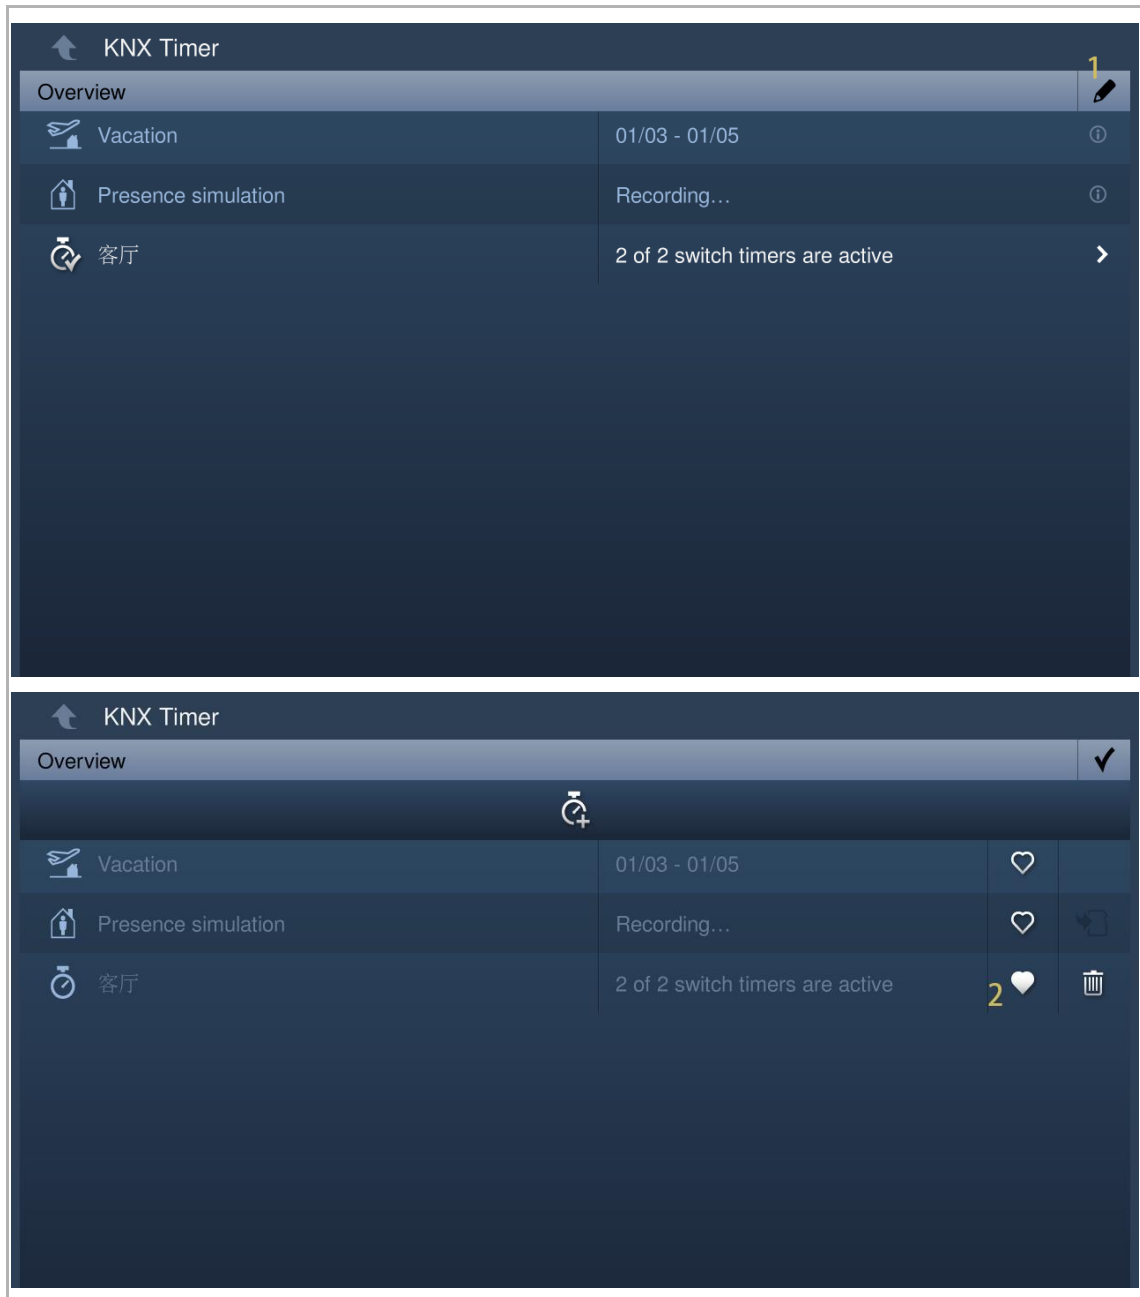 KNX Timer
1
Overview
Vacation 01/03 - 01/05
Presence simulation Recording...
客厅 2 of 2 switch timers are active
KNX Timer
Overview
Vacation 01/03 - 01/05
Presence simulation Recording...
客厅 2 of 2 switch timers are active 2